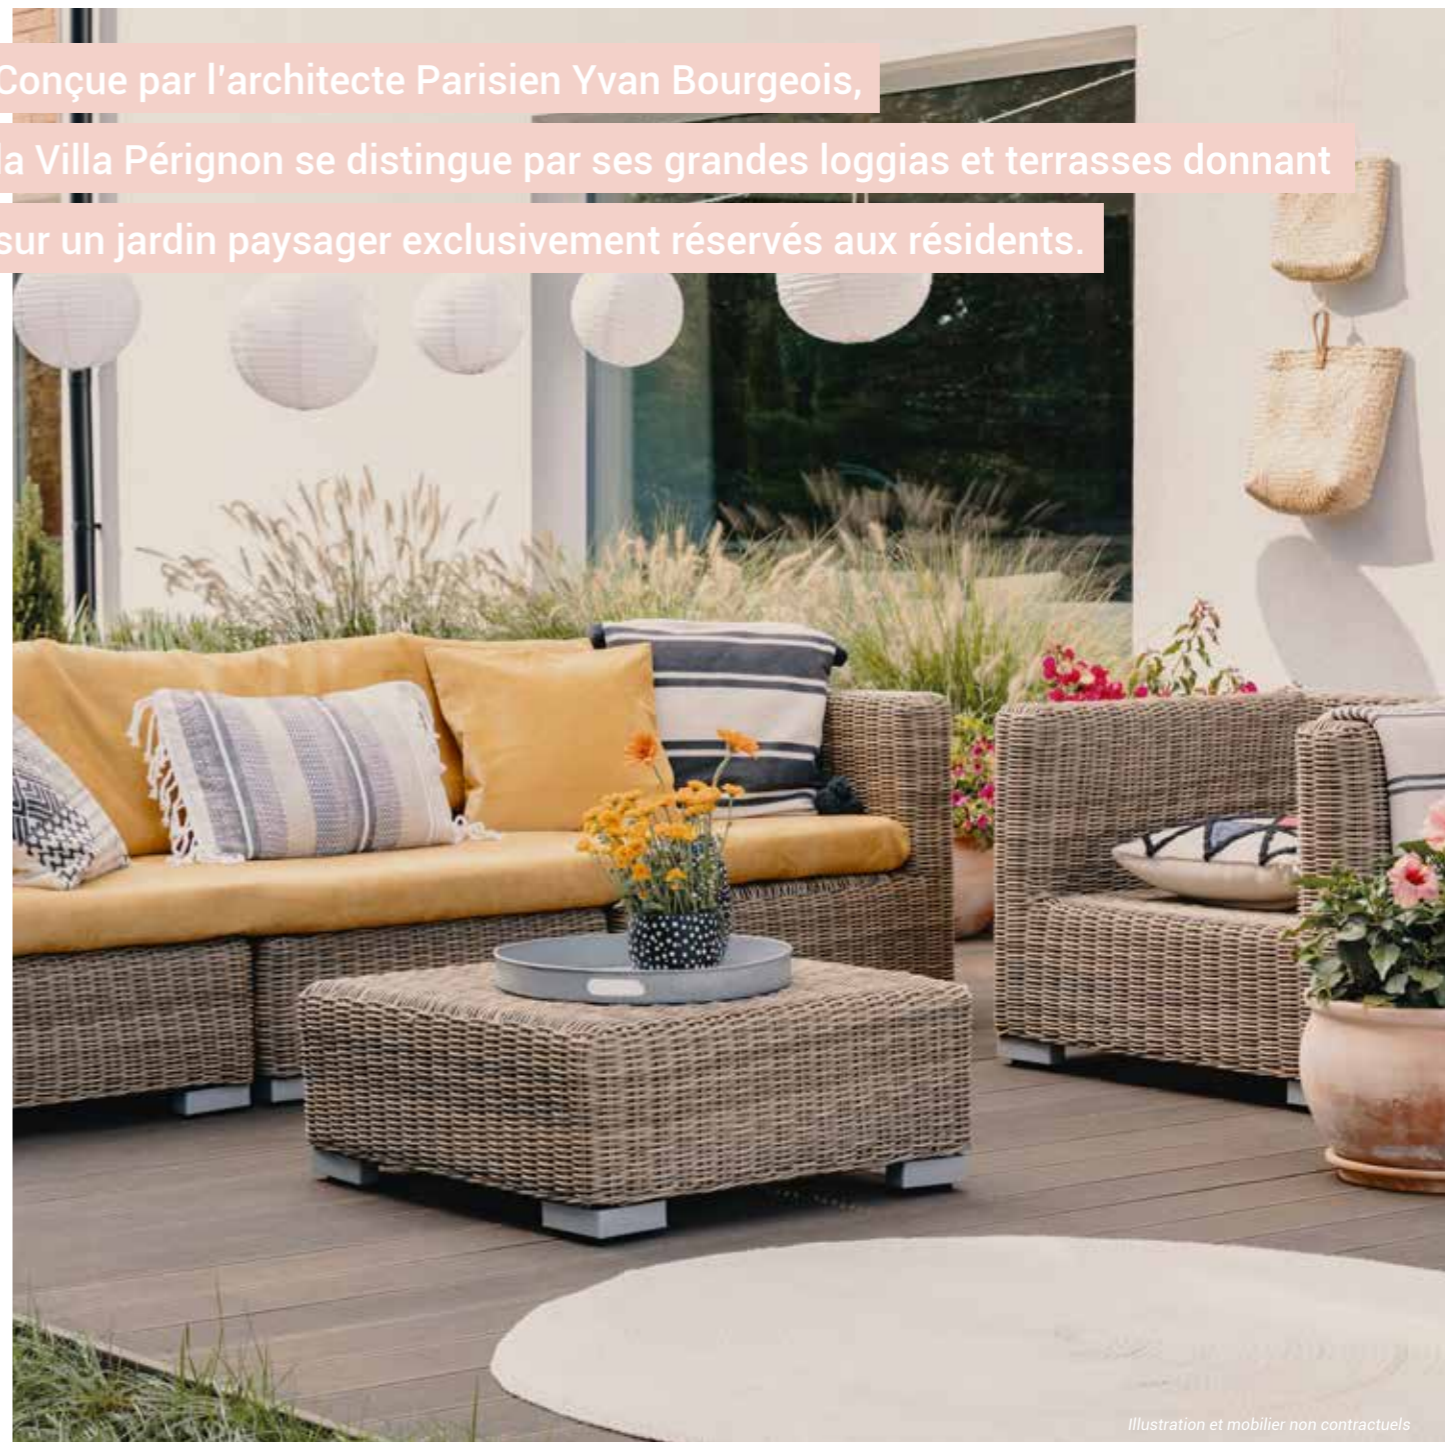 Conçue par l'architecte Parisien Yvan Bourgeois,
la Villa Pérignon se distingue par ses grandes loggias et terrasses donnant
sur un jardin paysager exclusivement réservés aux résidents.
Illustration et mobilier non contractuels